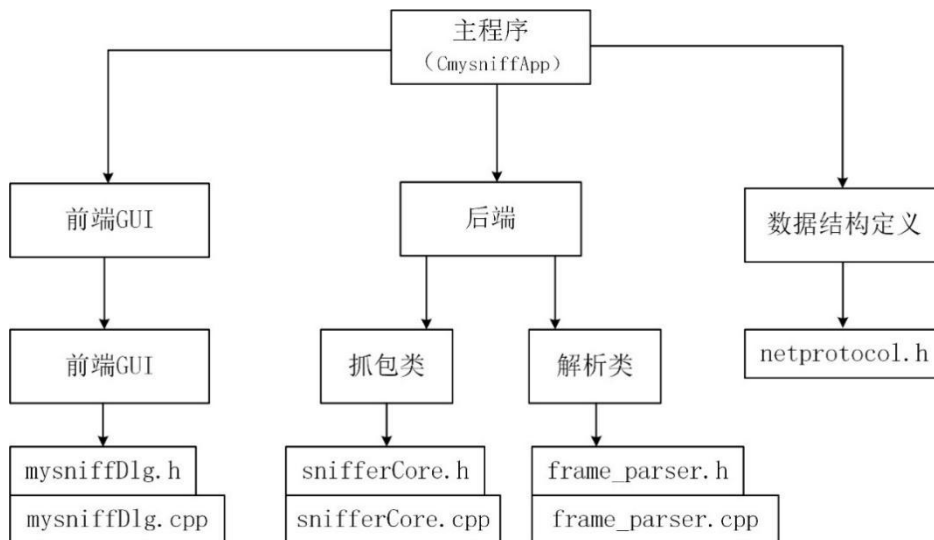 主程序
（CmysniffApp）
前端GUI
后端
数据结构定义
前端GUI
抓包类
解析类
netprotocol.h
mysniffDlg.h
mysniffDlg.cpp
snifferCore.h
snifferCore.cpp
frame_parser.h
frame_parser.cpp